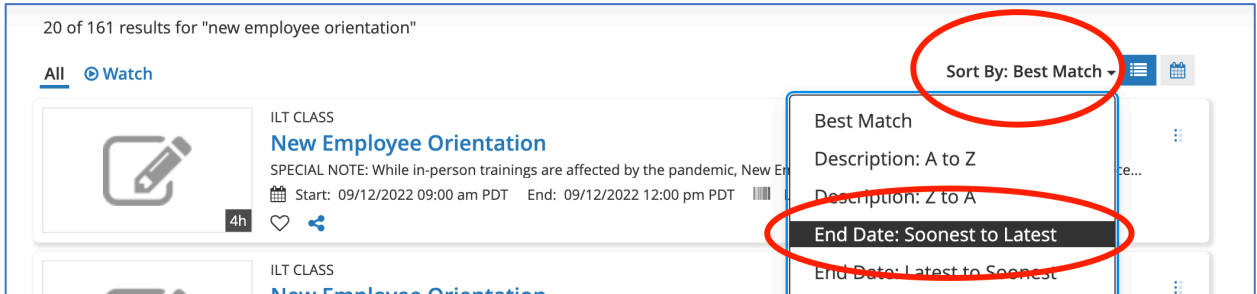 20 of 161 results for "new employee orientation"
All Watch
Sort By: Best Match
ILT CLASS
New Employee Orientation
SPECIAL NOTE: While in-person trainings are affected by the pandemic, New
ce...
Start: 09/12/2022 09:00 am PDT End: 09/12/2022 12:00 pm PDT
4h
Best Match
Description: A to Z
Description: Z to A
End Date: Soonest to Latest
End Date: Latest to Soonest
ILT CLASS
New Employee Orientation